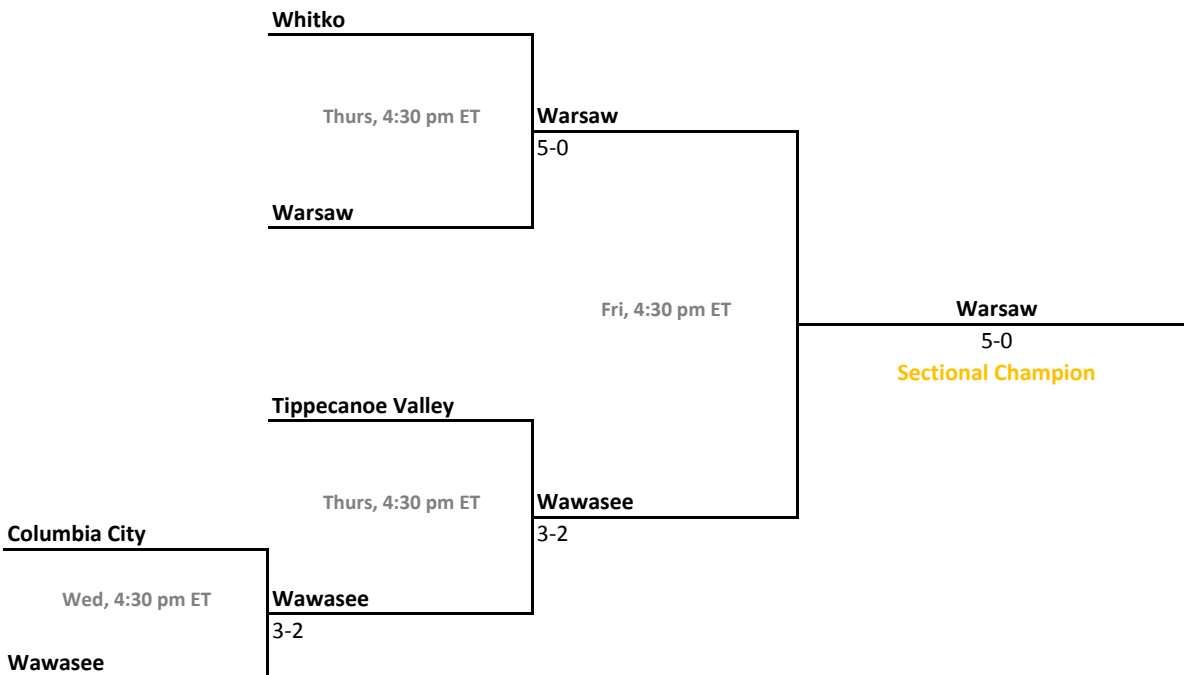 Whitko
Thurs, 4:30 pm ET
Warsaw
5-0
Warsaw
Fri, 4:30 pm ET
Warsaw
5-0
Sectional Champion
Tippecanoe Valley
Thurs, 4:30 pm ET
Wawasee
3-2
Columbia City
Wed, 4:30 pm ET
Wawasee
3-2
Wawasee